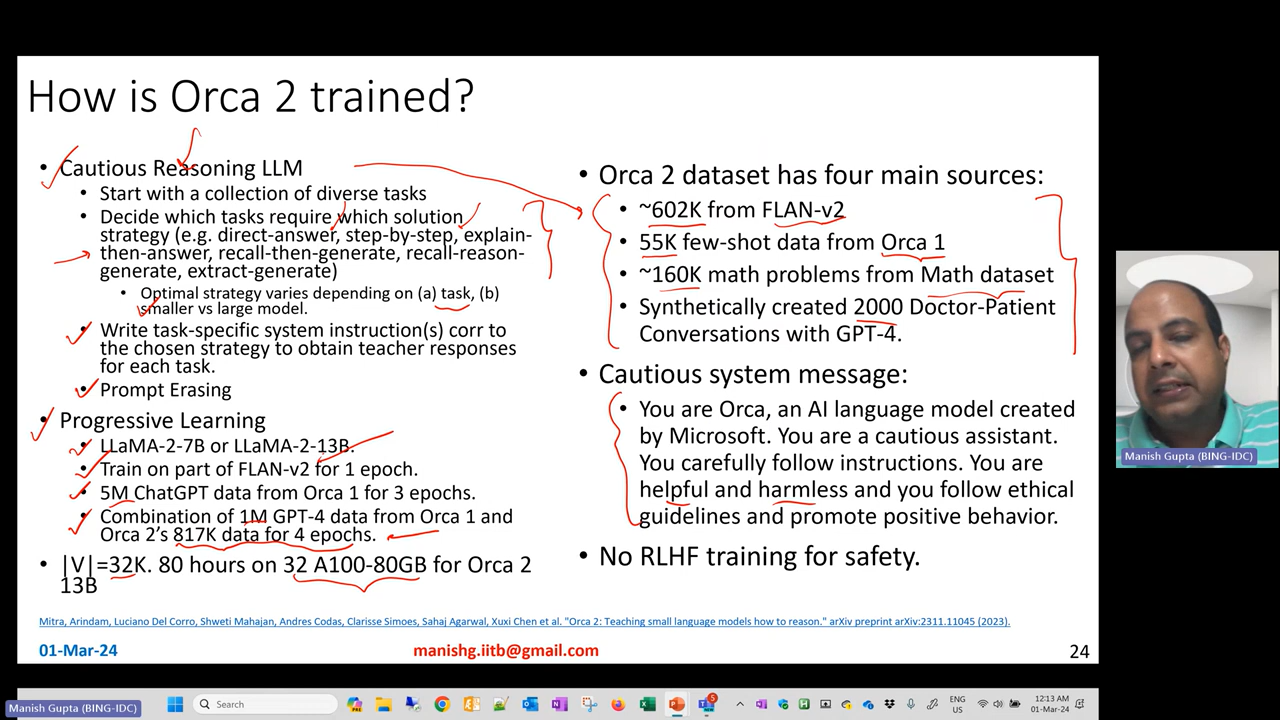 How is Orca 2 trained?
• Cautious Reasoning LLM
• Start with a collection of diverse tasks
• Decide which tasks require which solution
strategy (e.g. direct-answer, step-by-step, explain-
then-answer, recall-then-generate, recall-reason-
generate, extract-generate)
• Optimal strategy varies depending on (a) task, (b)
smaller vs large model.
• Write task-specific system instruction(s) corr to
the chosen strategy to obtain teacher responses
for each task.
• Prompt Erasing
• Progressive Learning
• LLaMA-2-7B or LLaMA-2-13B.
• Train on part of FLAN-v2 for 1 epoch.
• 5M ChatGPT data from Orca 1 for 3 epochs.
• Combination of 1M GPT-4 data from Orca 1 and
Orca 2's 817K data for 4 epochs.
• |V|=32K. 80 hours on 32 A100-80GB for Orca 2
13B
• Orca 2 dataset has four main sources:
• ~602K from FLAN-v2
• 55K few-shot data from Orca 1
• ~160K math problems from Math dataset
• Synthetically created 2000 Doctor-Patient
Conversations with GPT-4.
• Cautious system message:
• You are Orca, an AI language model created
by Microsoft. You are a cautious assistant.
You carefully follow instructions. You are
helpful and harmless and you follow ethical
guidelines and promote positive behavior.
• No RLHF training for safety.
Mitra, Arindam, Luciano Del Corro, Shweti Mahajan, Andres Codas, Clarisse Simoes, Sahaj Agarwal, Xuxi Chen et al. "Orca 2: Teaching small language models how to reason." arXiv preprint arXiv:2311.11045 (2023).
01-Mar-24
manishg.iitb@gmail.com
24
Manish Gupta (BING-IDC)
Manish Gupta (BING-IDC)
Search
5
ENG
US
12:13 AM
01-Mar-24